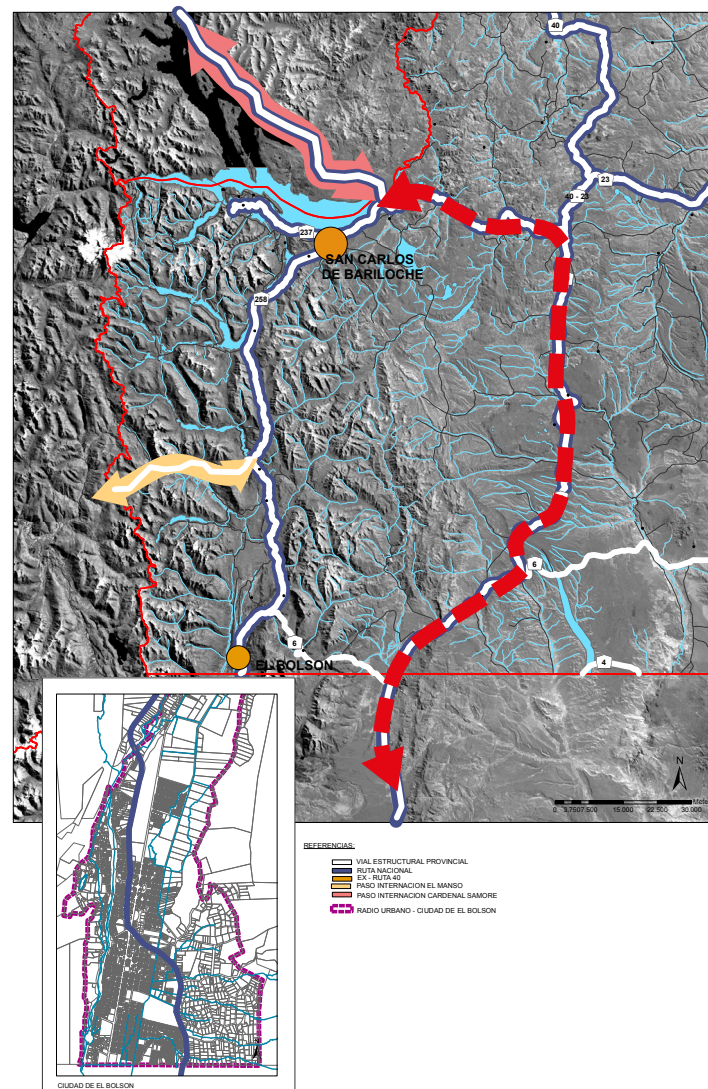 40
23
40 - 23
237
SAN CARLOS
DE BARILOCHE
258
6
6
EL BOLSON
4
N
0 3.7507.500 15.000 22.500 30.000
REFERENCIAS:
VIAL ESTRUCTURAL PROVINCIAL
RUTA NACIONAL
EX - RUTA 40
PASO INTERNACION EL MANSO
PASO INTERNACION CARDENAL SAMORE
RADIO URBANO - CIUDAD DE EL BOLSON
N
CIUDAD DE EL BOLSON